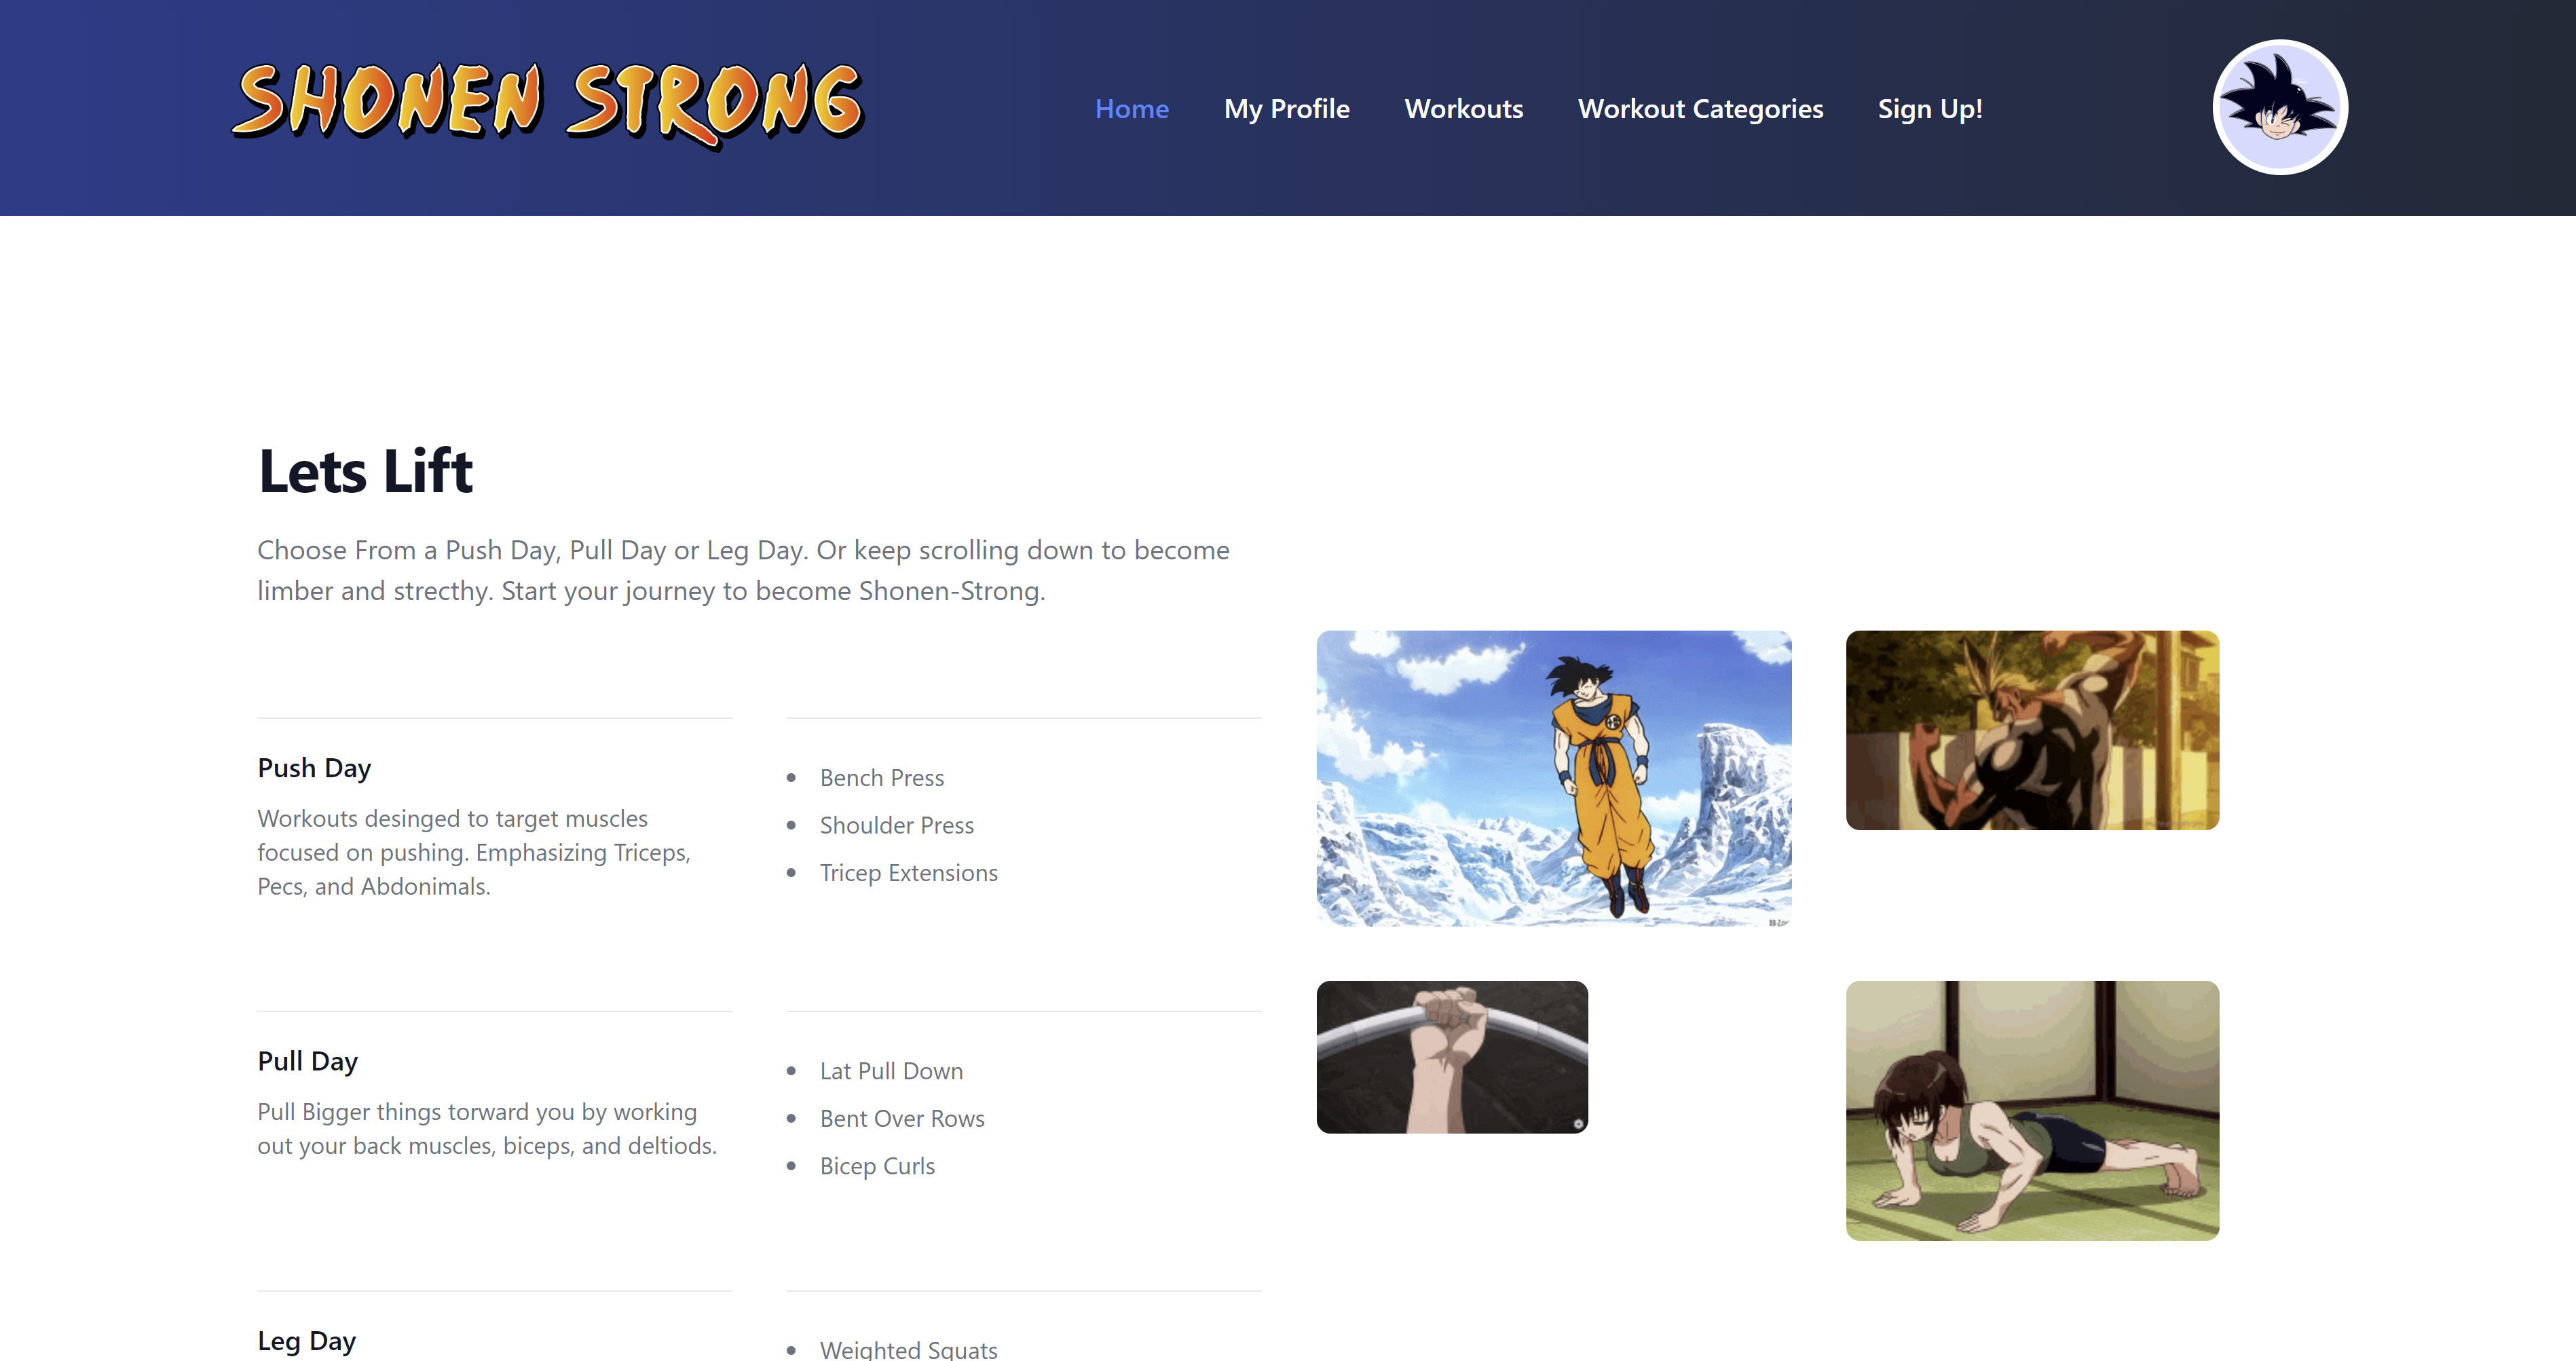 SHONEN STRONG
Home
My Profile
Workouts
Workout Categories
Sign Up!
Lets Lift
Choose From a Push Day, Pull Day or Leg Day. Or keep scrolling down to become
limber and strecthy. Start your journey to become Shonen-Strong.
Push Day
Workouts desinged to target muscles
focused on pushing. Emphasizing Triceps,
Pecs, and Abdonimals.
Bench Press
Shoulder Press
Tricep Extensions
Pull Day
Pull Bigger things torward you by working
out your back muscles, biceps, and deltiods.
Lat Pull Down
Bent Over Rows
Bicep Curls
Leg Day
Weighted Squats